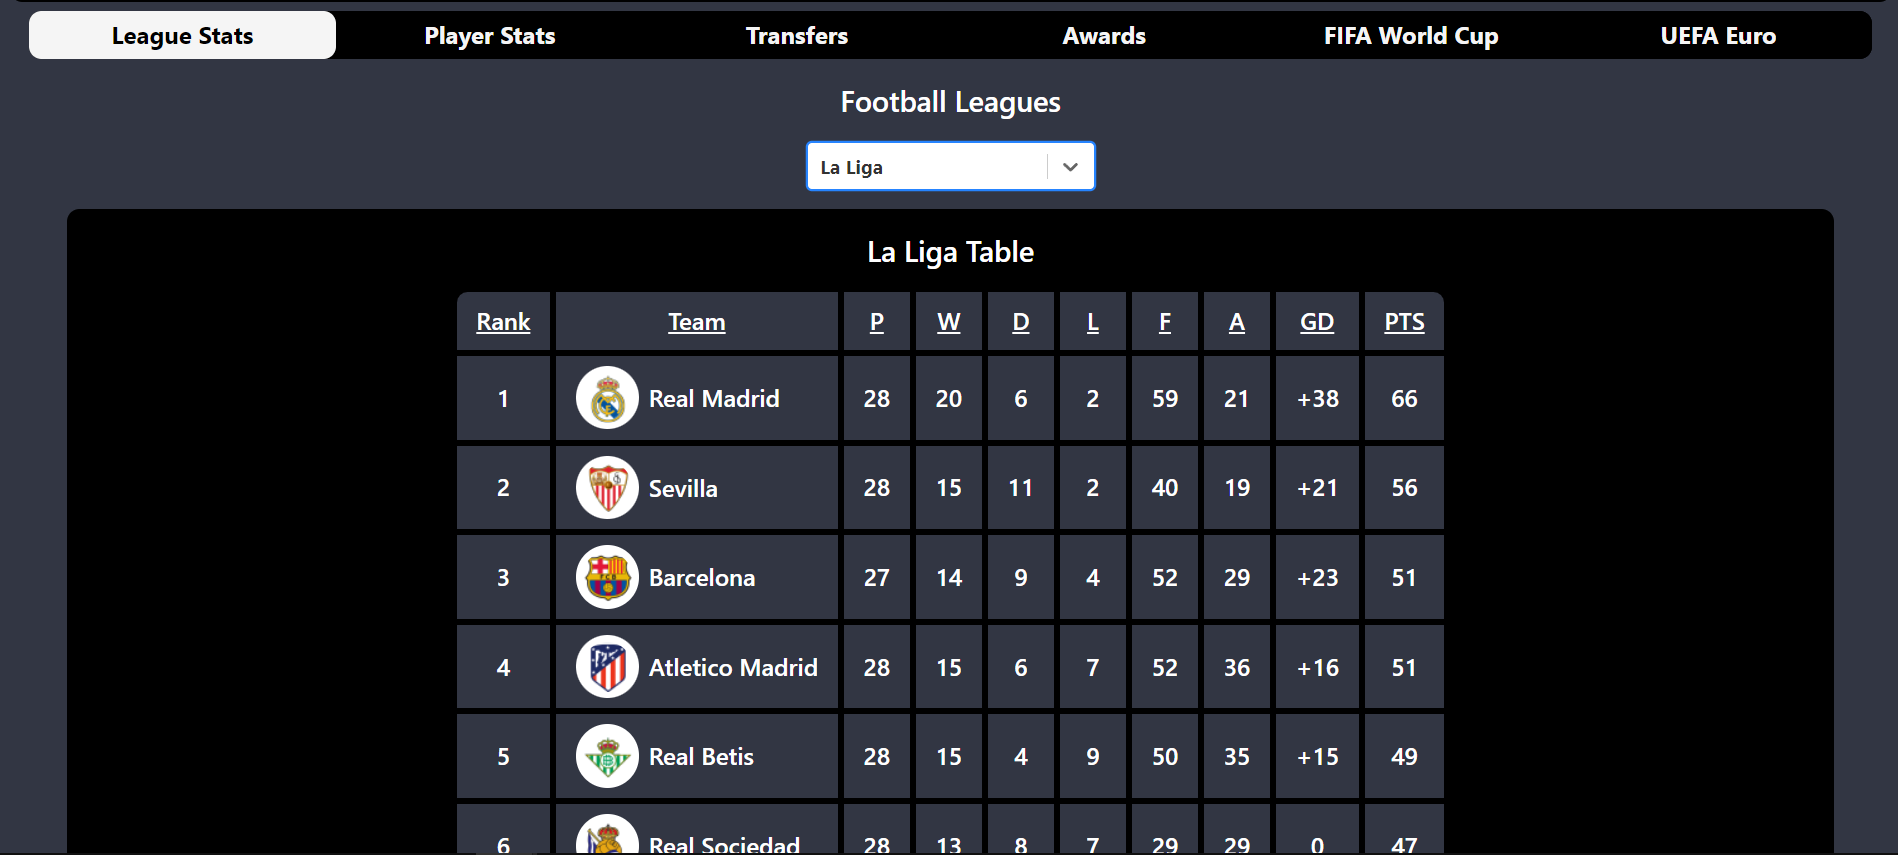 League Stats Player Stats Transfers Awards FIFA World Cup UEFA Euro
Football Leagues
La Liga
La Liga Table
Rank Team P W D L F A GD PTS
1 Real Madrid 28 20 6 2 59 21 +38 66
2 Sevilla 28 15 11 2 40 19 +21 56
3 Barcelona 27 14 9 4 52 29 +23 51
4 Atletico Madrid 28 15 6 7 52 36 +16 51
5 Real Betis 28 15 4 9 50 35 +15 49
6 Real Sociedad 28 13 8 7 29 29 0 47